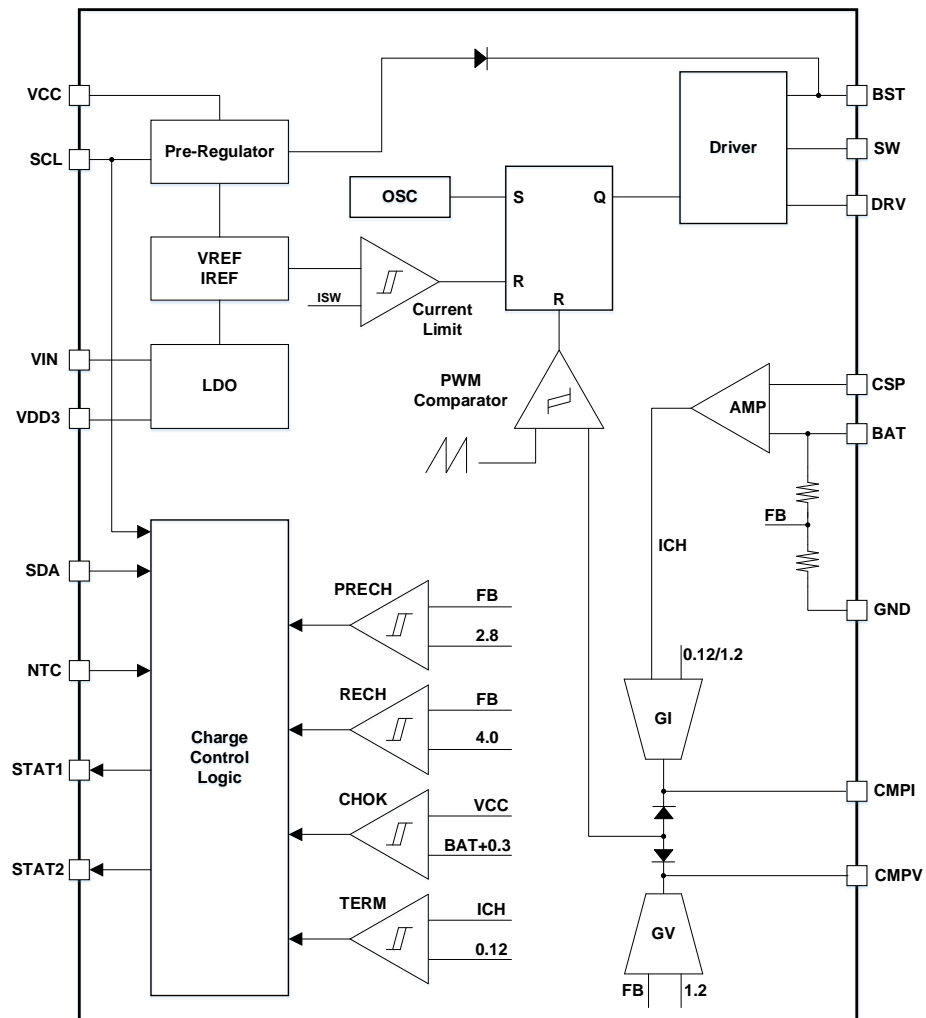 VCC
BST
SCL
Pre-Regulator
Driver
SW
OSC
S
Q
DRV
VREF
IREF
R
ISW
Current
Limit
R
VIN
LDO
PWM
Comparator
CSP
AMP
VDD3
BAT
FB
ICH
SDA
PRECH
FB
2.8
GND
NTC
0.12/1.2
RECH
FB
4.0
GI
Charge
Control
Logic
STAT1
CHOK
VCC
BAT+0.3
CMPI
STAT2
CMPV
TERM
ICH
0.12
GV
FB
1.2